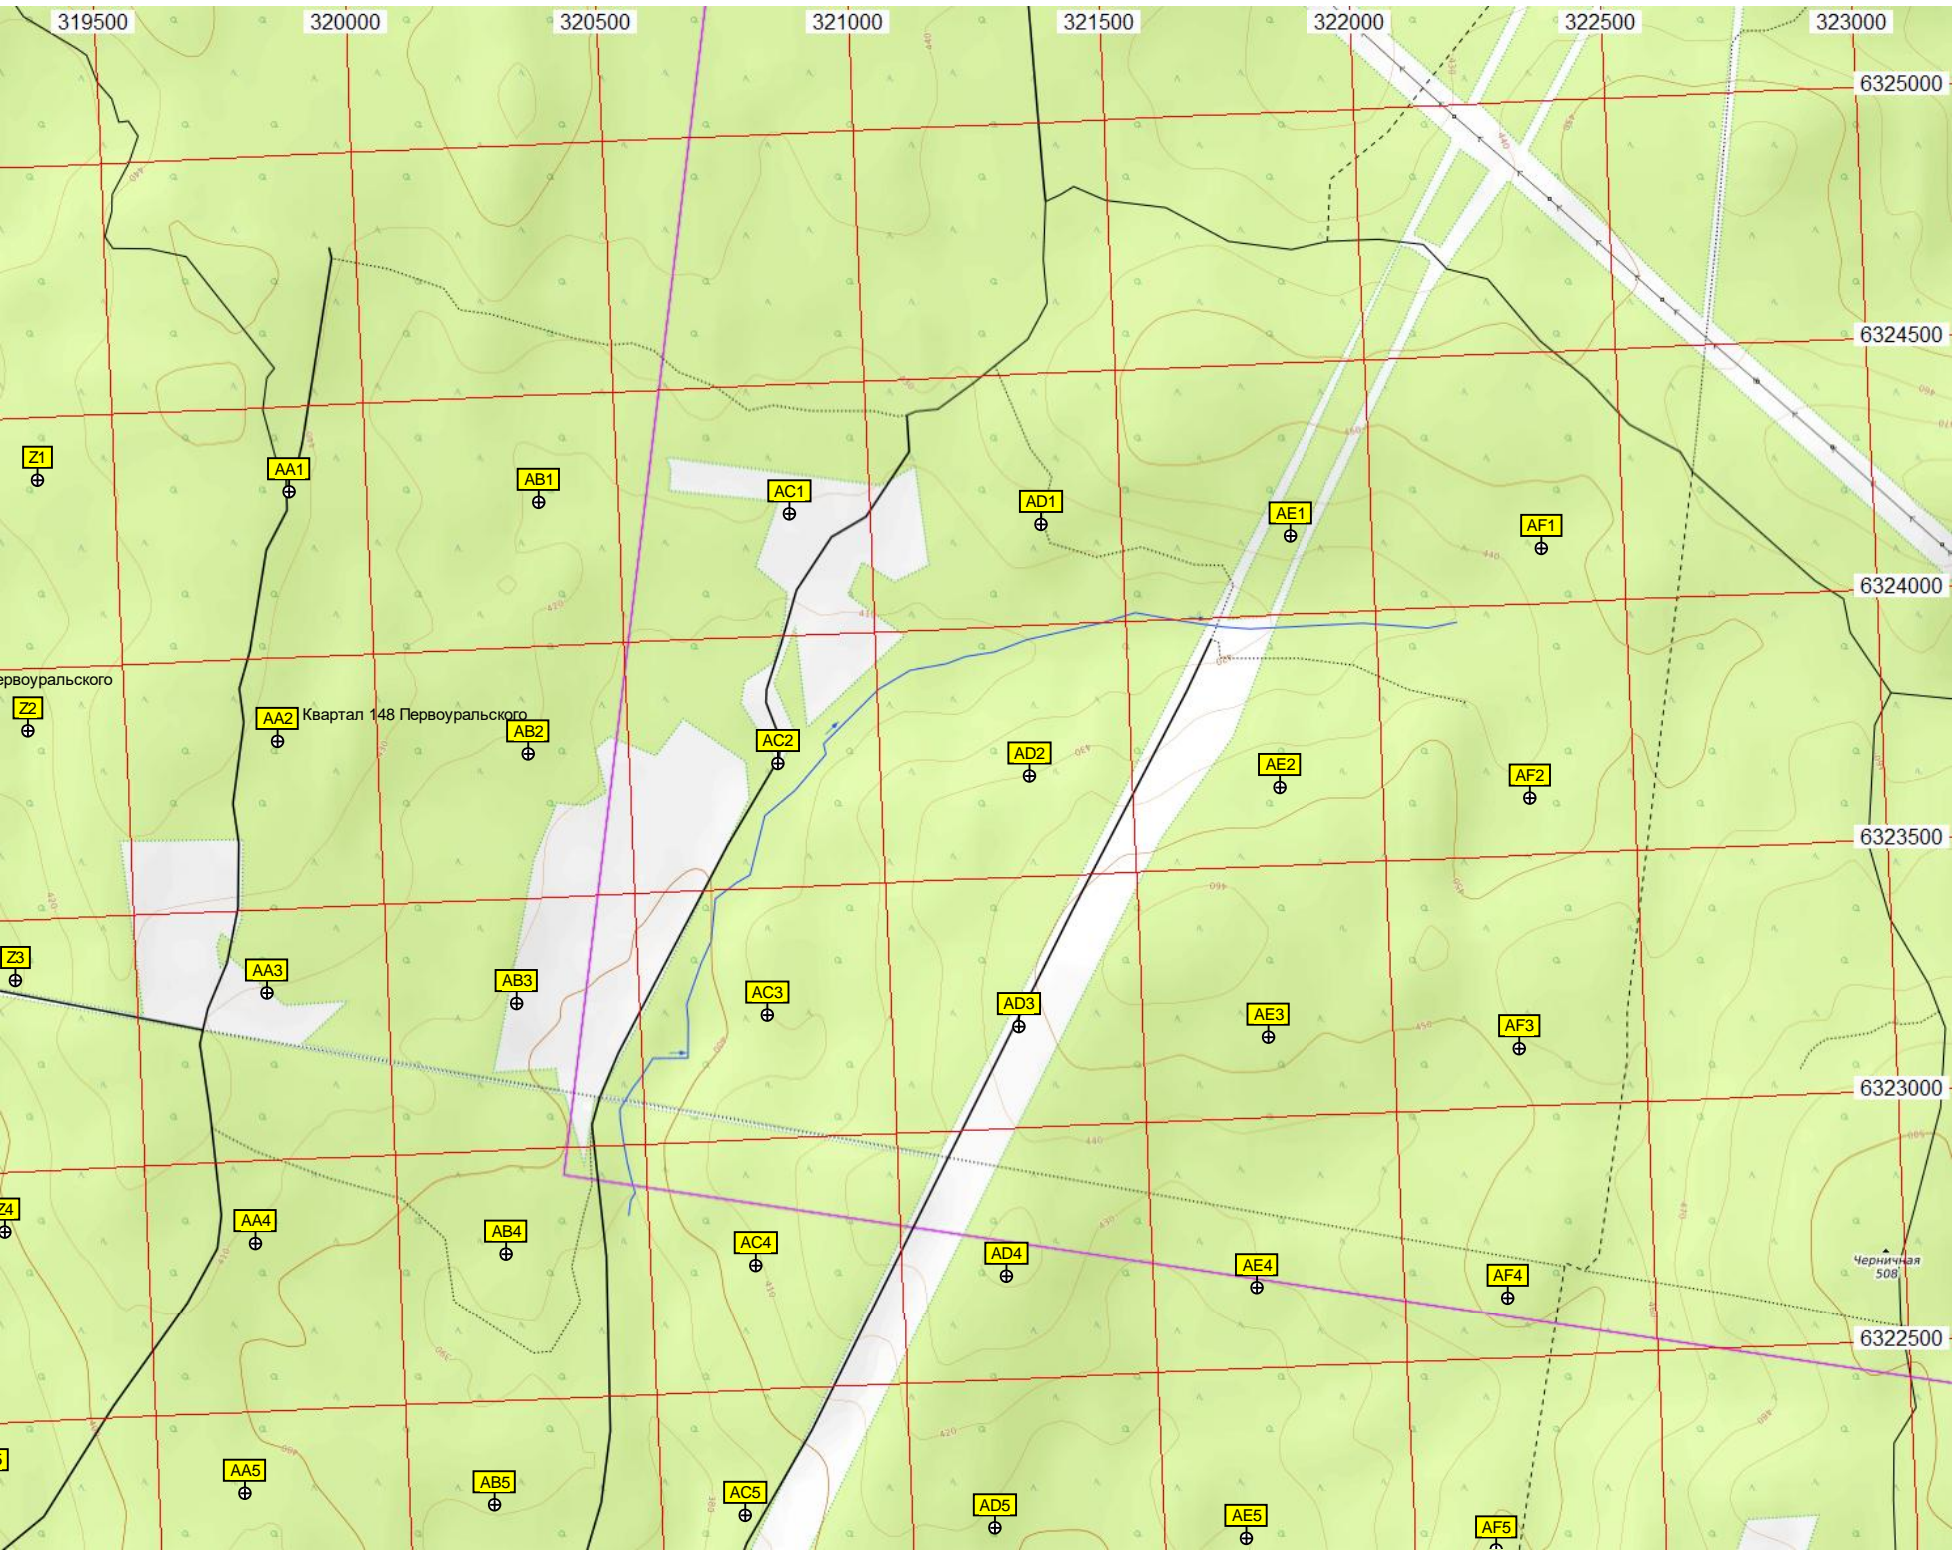 319500 320000 320500 321000 321500 322000 322500 323000
6325000
6324500
Z1 AA1 AB1 AC1 AD1 AE1 AF1
6324000
ервоуральского
Z2 AA2 Квартал 148 Первоуральского AB2 AC2 AD2 AE2 AF2
6323500
Z3 AA3 AB3 AC3 AD3 AE3 AF3
6323000
Z4 AA4 AB4 AC4 AD4 AE4 AF4
Черничная
508
6322500
AA5 AB5 AC5 AD5 AE5 AF5